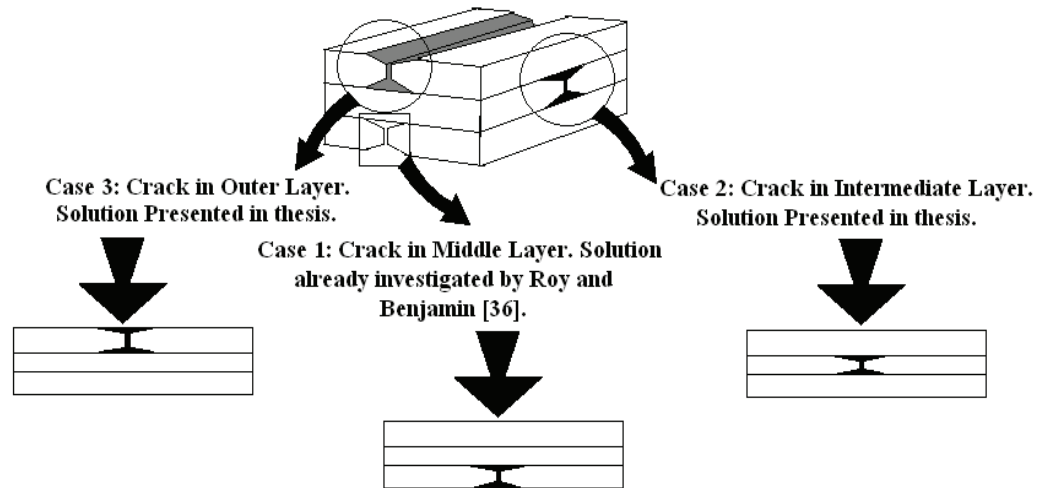 Case 3: Crack in Outer Layer.
Solution Presented in thesis.
Case 1: Crack in Middle Layer. Solution
already investigated by Roy and
Benjamin [36].
Case 2: Crack in Intermediate Layer.
Solution Presented in thesis.